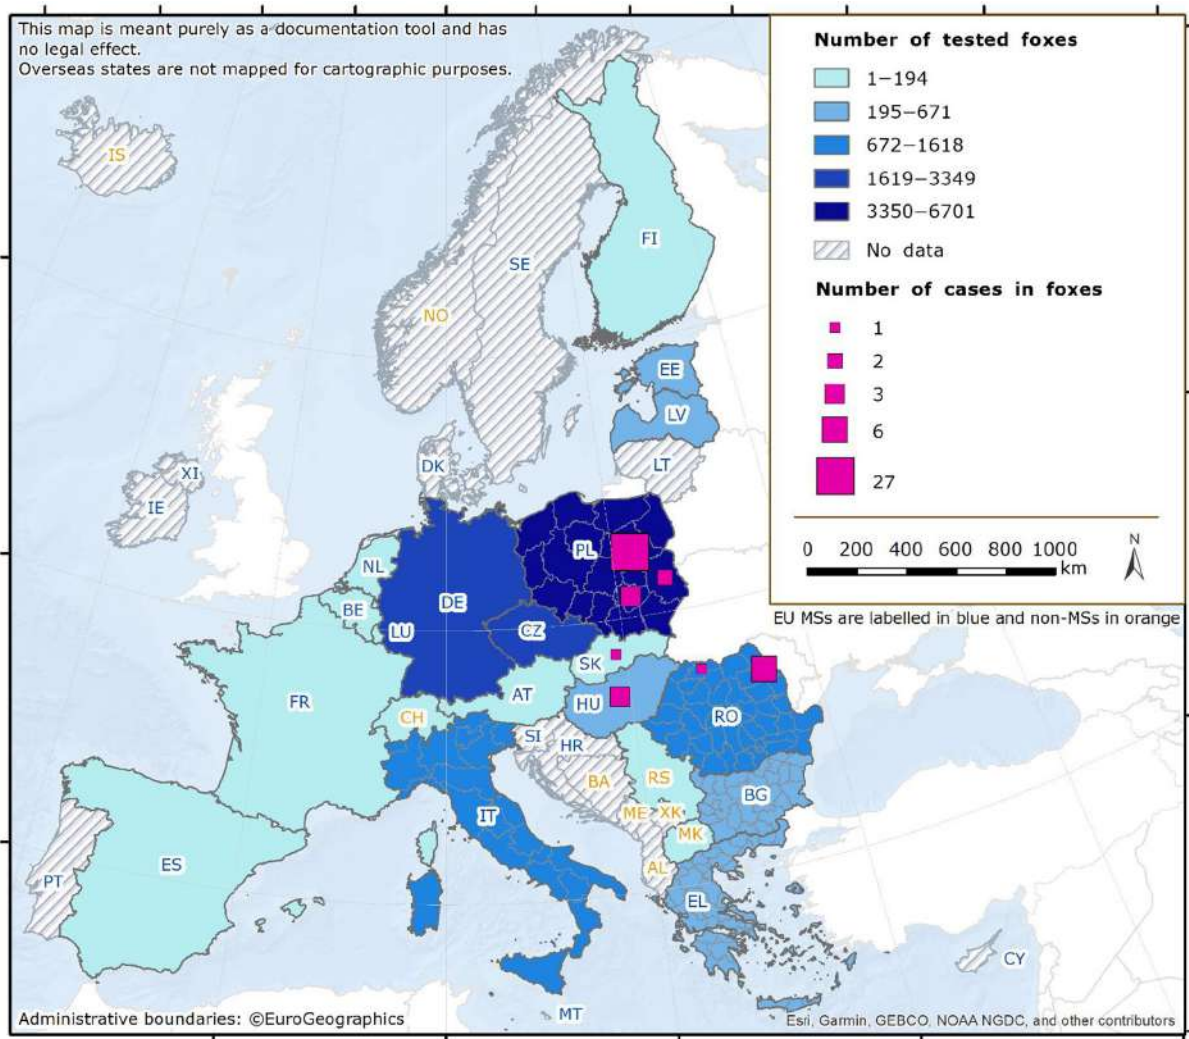 This map is meant purely as a documentation tool and has
no legal effect.
Overseas states are not mapped for cartographic purposes.
Number of tested foxes
1–194
195–671
672–1618
1619–3349
3350–6701
No data
Number of cases in foxes
1
2
3
6
27
0 200 400 600 800 1000
km
N
EU MSs are labelled in blue and non-MSs in orange
IS
FI
SE
NO
EE
LV
LT
DK
XI
IE
PL
NL
DE
BE
LU
CZ
SK
AT
FR
HU
CH
RO
SI
HR
RS
BA
BG
ME
XK
IT
MK
ES
AL
PT
EL
CY
MT
Administrative boundaries: ©EuroGeographics
Esri, Garmin, GEBCO, NOAA NGDC, and other contributors